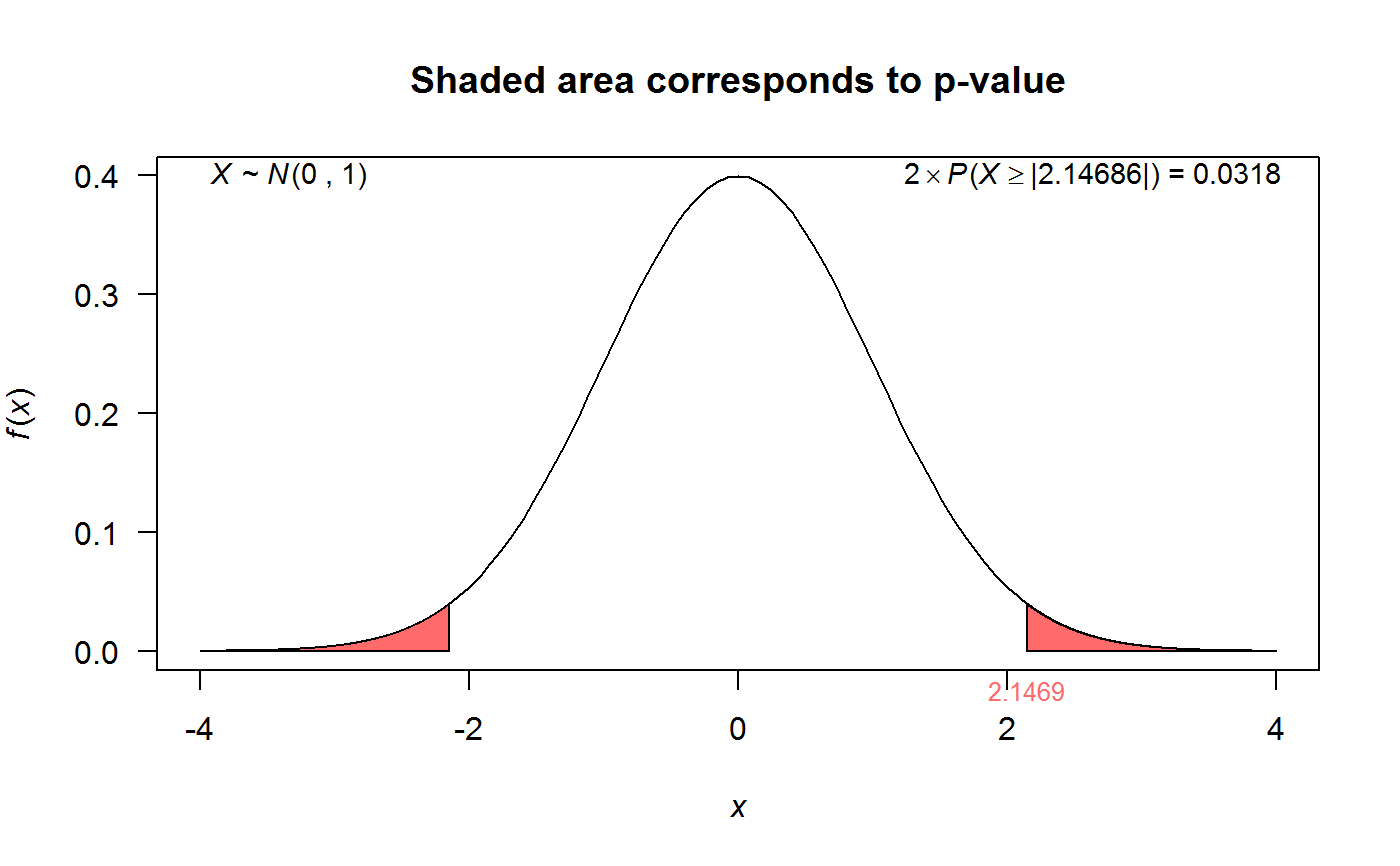 Shaded area corresponds to p-value
X ~ N(0 , 1)
2 × P(X ≥ |2.14686|) = 0.0318
0.4
0.3
0.2
0.1
0.0
f(x)
2.1469
-4
-2
0
2
4
x